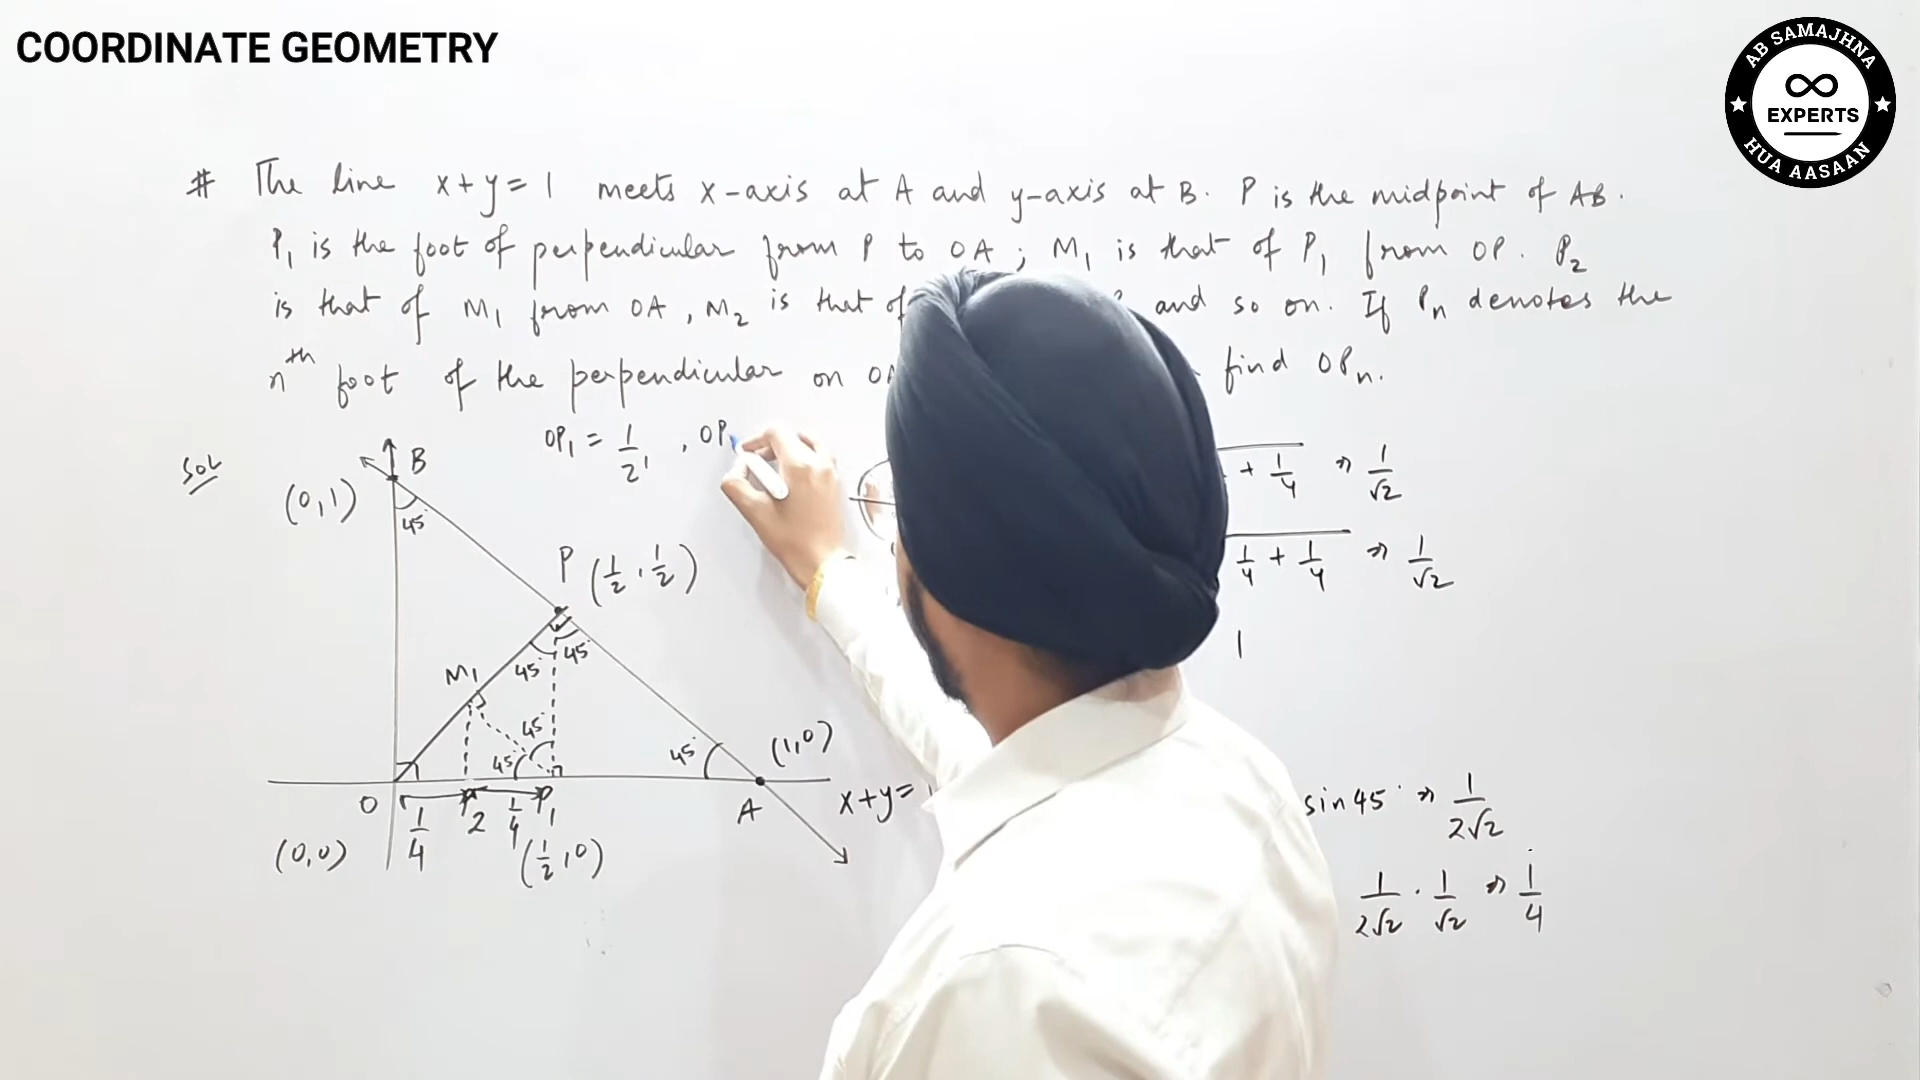 COORDINATE GEOMETRY
AB SAMAJHNA
∞
EXPERTS
HUA AASAAN
# The line x+y=1 meets x-axis at A and y-axis at B. P is the midpoint of AB.
P₁ is the foot of perpendicular from P to OA; M₁ is that of P₁ from OP. P₂
is that of M₁ from OA, M₂ is that of and so on. If Pₙ denotes the
nᵗʰ foot of the perpendicular on find OPₙ.
OP₁ = 1/2¹, OP
Sol
B
(0,1)
45°
P (1/2, 1/2)
+ 1/4 ⇒ 1/√2
1/4 + 1/4 ⇒ 1/√2
1
M₁
45° 45°
45°
45°
45°
(1,0)
O
P₂
P₁
A
x+y=
1/4
1/4
(0,0)
(1/2, 0)
sin45° ⇒ 1/2√2
1/2√2 · 1/√2 ⇒ 1/4